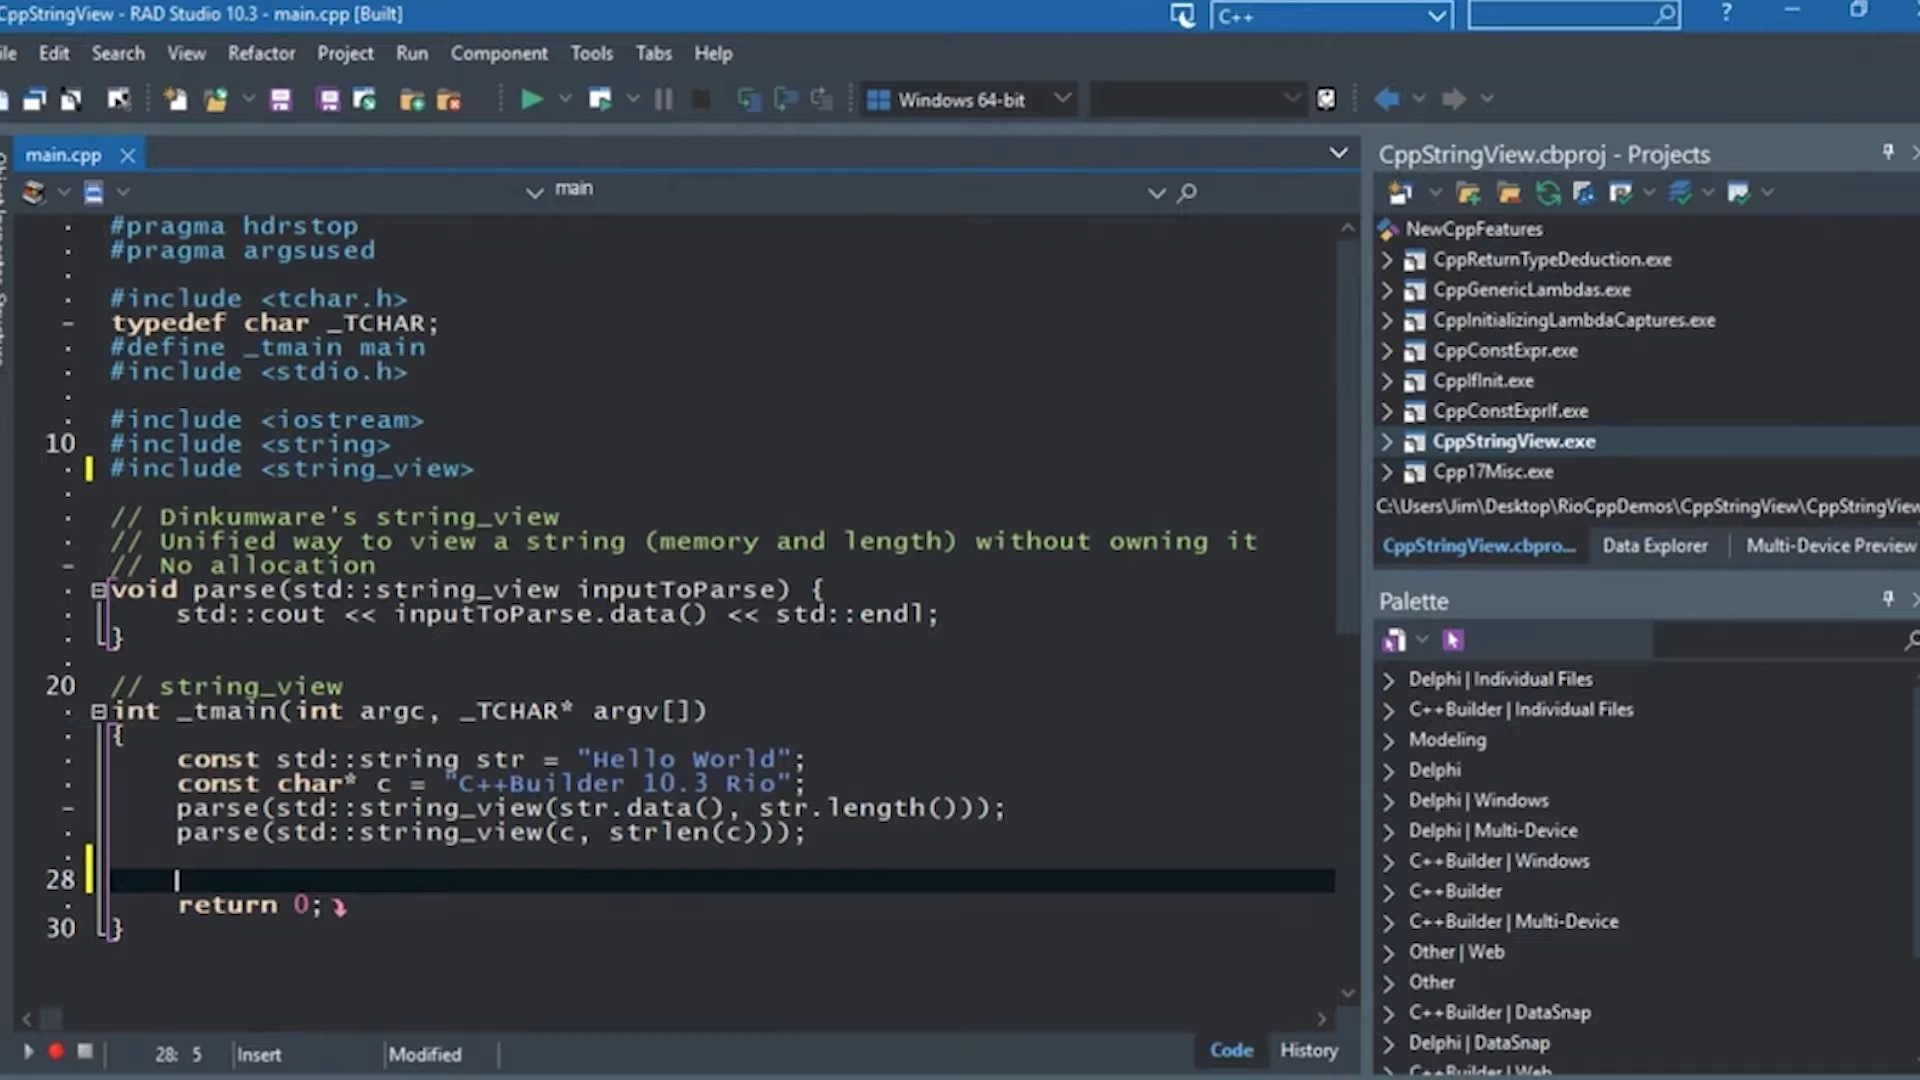 CppStringView - RAD Studio 10.3 - main.cpp [Built]
C++
?
Edit Search View Refactor Project Run Component Tools Tabs Help
Windows 64-bit
main.cpp
main
#pragma hdrstop
#pragma argsused
#include <tchar.h>
typedef char _TCHAR;
#define _tmain main
#include <stdio.h>
#include <iostream>
10 #include <string>
#include <string_view>
// Dinkumware's string_view
// Unified way to view a string (memory and length) without owning it
// No allocation
void parse(std::string_view inputToParse) {
std::cout << inputToParse.data() << std::endl;
}
20 // string_view
int _tmain(int argc, _TCHAR* argv[])
{
const std::string str = "Hello World";
const char* c = "C++Builder 10.3 Rio";
parse(std::string_view(str.data(), str.length()));
parse(std::string_view(c, strlen(c)));
28
return 0;
30 }
28: 5 Insert Modified
Code History
CppStringView.cbproj - Projects
NewCppFeatures
CppReturnTypeDeduction.exe
CppGenericLambdas.exe
CppInitializingLambdaCaptures.exe
CppConstExpr.exe
CppIfInit.exe
CppConstExprIf.exe
CppStringView.exe
Cpp17Misc.exe
C:\Users\Jim\Desktop\RioCppDemos\CppStringView\CppStringView
CppStringView.cbpro... Data Explorer Multi-Device Preview
Palette
Delphi | Individual Files
C++Builder | Individual Files
Modeling
Delphi
Delphi | Windows
Delphi | Multi-Device
C++Builder | Windows
C++Builder
C++Builder | Multi-Device
Other | Web
Other
C++Builder | DataSnap
Delphi | DataSnap
C++Builder | Web